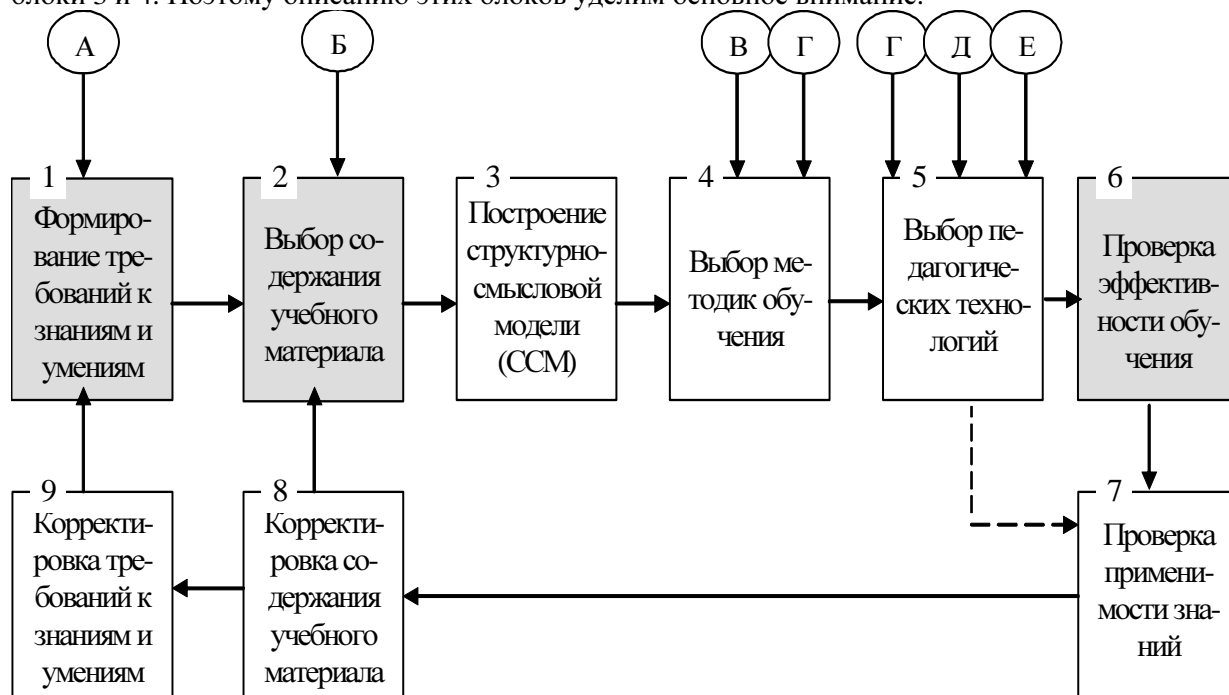 блоки 3 и 4. Поэтому описанию этих блоков уделим основное внимание.
А
Б
В
Г
Г
Д
Е
1
Формиро-
вание тре-
бований к
знаниям и
умениям
2
Выбор со-
держания
учебного
материала
3
Построение
структурно-
смысловой
модели
(ССМ)
4
Выбор ме-
тодик обу-
чения
5
Выбор пе-
дагогиче-
ских техно-
логий
6
Проверка
эффектив-
ности обу-
чения
9
Корректи-
ровка тре-
бований к
знаниям и
умениям
8
Корректи-
ровка со-
держания
учебного
материала
7
Проверка
примени-
мости зна-
ний